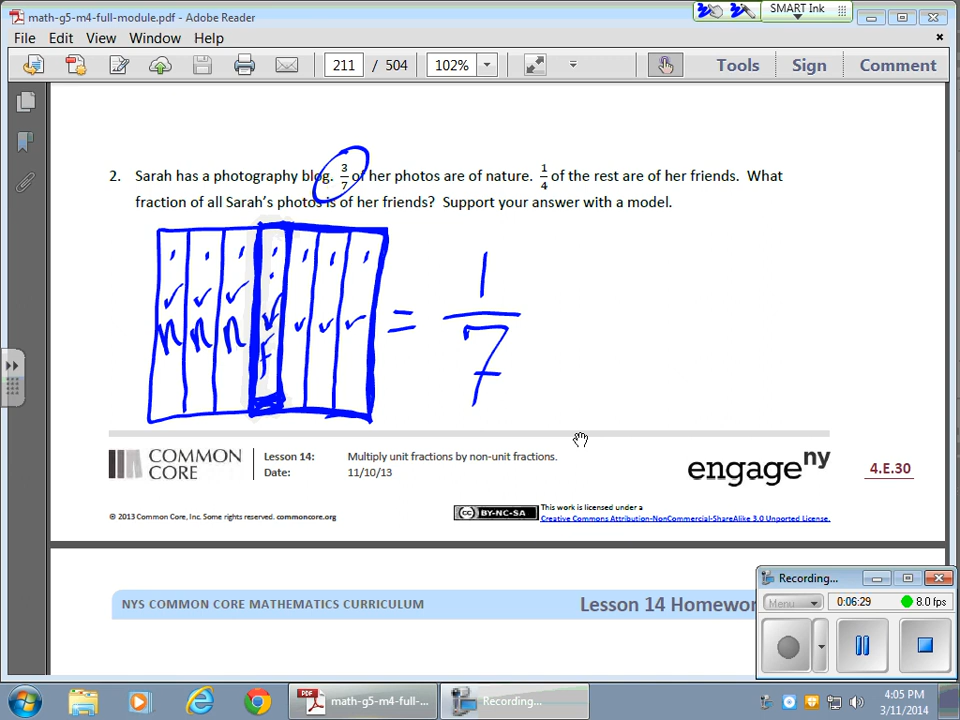 math-g5-m4-full-module.pdf - Adobe Reader
SMART Ink
File Edit View Window Help
211 / 504 102% Tools Sign Comment
2. Sarah has a photography blog. 3/7 of her photos are of nature. 1/4 of the rest are of her friends. What
fraction of all Sarah's photos is of her friends? Support your answer with a model.
n n n f = 1/7
COMMON CORE
Lesson 14: Multiply unit fractions by non-unit fractions.
Date: 11/10/13
engageny
4.E.30
© 2013 Common Core, Inc. Some rights reserved. commoncore.org
(cc) BY-NC-SA
This work is licensed under a
Creative Commons Attribution-NonCommercial-ShareAlike 3.0 Unported License.
NYS COMMON CORE MATHEMATICS CURRICULUM
Lesson 14 Homewor
Recording...
Menu 0:06:29 8.0 fps
math-g5-m4-full-... Recording...
4:05 PM
3/11/2014